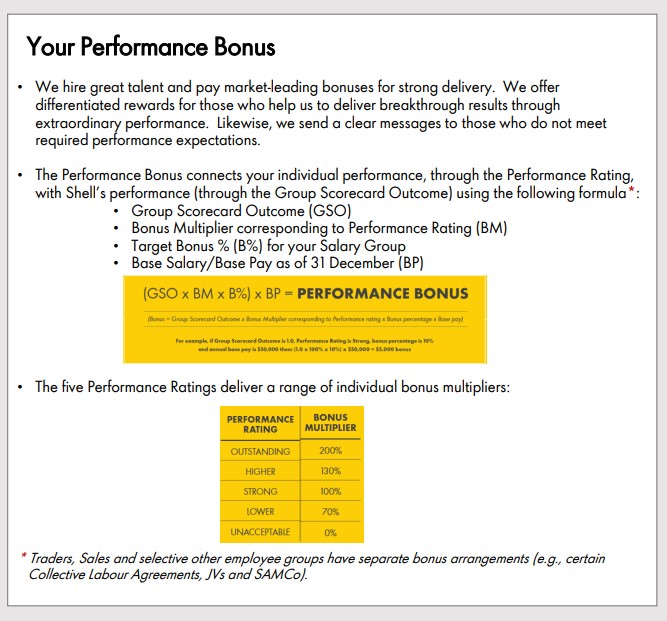 Your Performance Bonus
• We hire great talent and pay market-leading bonuses for strong delivery. We offer
differentiated rewards for those who help us to deliver breakthrough results through
extraordinary performance. Likewise, we send a clear messages to those who do not meet
required performance expectations.
• The Performance Bonus connects your individual performance, through the Performance Rating,
with Shell's performance (through the Group Scorecard Outcome) using the following formula*:
• Group Scorecard Outcome (GSO)
• Bonus Multiplier corresponding to Performance Rating (BM)
• Target Bonus % (B%) for your Salary Group
• Base Salary/Base Pay as of 31 December (BP)
(GSO x BM x B%) x BP = PERFORMANCE BONUS
(Bonus = Group Scorecard Outcome x Bonus Multiplier corresponding to Performance rating x Bonus percentage x Base pay)
For example, if Group Scorecard Outcome is 1.0, Performance Rating is Strong, bonus percentage is 10%
and annual base pay is $50,000 then: (1.0 x 100% x 10%) x $50,000 = $5,000 bonus
• The five Performance Ratings deliver a range of individual bonus multipliers:
PERFORMANCE RATING BONUS MULTIPLIER
OUTSTANDING 200%
HIGHER 130%
STRONG 100%
LOWER 70%
UNACCEPTABLE 0%
* Traders, Sales and selective other employee groups have separate bonus arrangements (e.g., certain
Collective Labour Agreements, JVs and SAMCo).